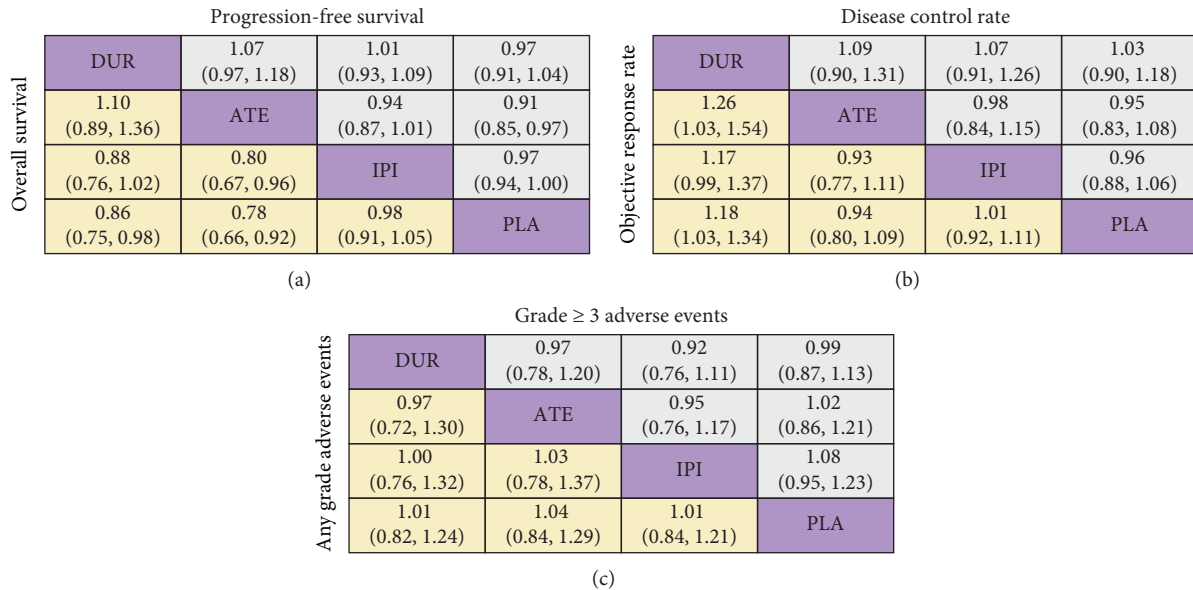 Progression-free survival
Overall survival
DUR 1.07 1.01 0.97
(0.97, 1.18) (0.93, 1.09) (0.91, 1.04)
1.10 ATE 0.94 0.91
(0.89, 1.36) (0.87, 1.01) (0.85, 0.97)
0.88 0.80 IPI 0.97
(0.76, 1.02) (0.67, 0.96) (0.94, 1.00)
0.86 0.78 0.98 PLA
(0.75, 0.98) (0.66, 0.92) (0.91, 1.05)
(a)
Disease control rate
Objective response rate
DUR 1.09 1.07 1.03
(0.90, 1.31) (0.91, 1.26) (0.90, 1.18)
1.26 ATE 0.98 0.95
(1.03, 1.54) (0.84, 1.15) (0.83, 1.08)
1.17 0.93 IPI 0.96
(0.99, 1.37) (0.77, 1.11) (0.88, 1.06)
1.18 0.94 1.01 PLA
(1.03, 1.34) (0.80, 1.09) (0.92, 1.11)
(b)
Grade ≥ 3 adverse events
Any grade adverse events
DUR 0.97 0.92 0.99
(0.78, 1.20) (0.76, 1.11) (0.87, 1.13)
0.97 ATE 0.95 1.02
(0.72, 1.30) (0.76, 1.17) (0.86, 1.21)
1.00 1.03 IPI 1.08
(0.76, 1.32) (0.78, 1.37) (0.95, 1.23)
1.01 1.04 1.01 PLA
(0.82, 1.24) (0.84, 1.29) (0.84, 1.21)
(c)